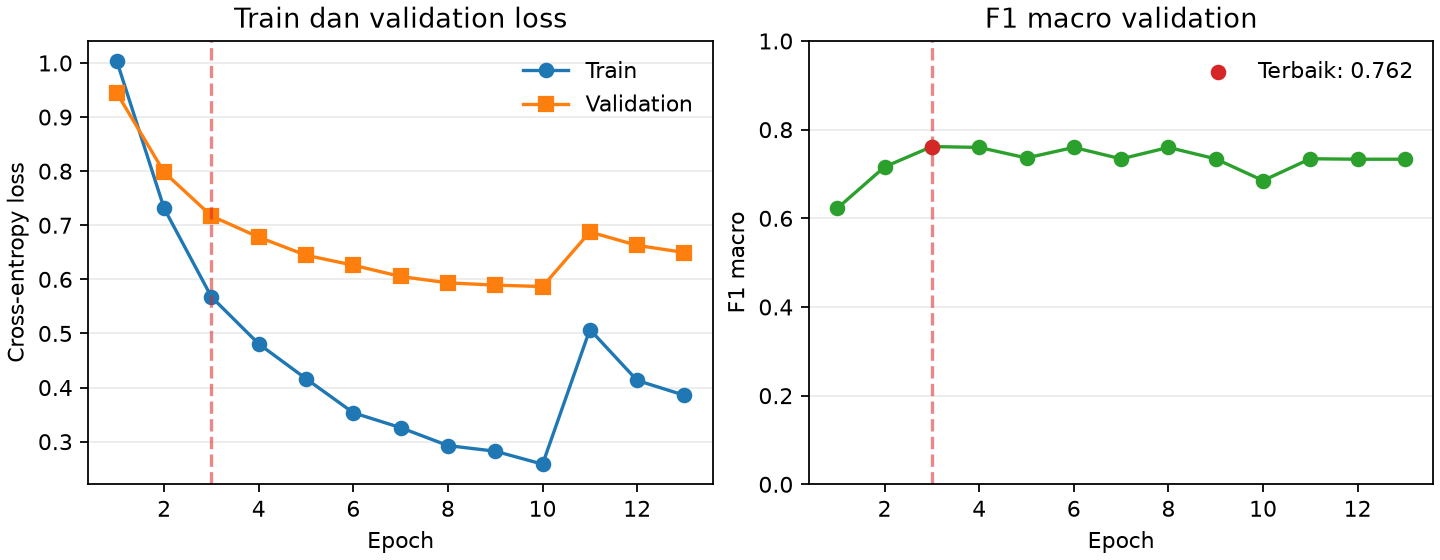 Train dan validation loss
Cross-entropy loss
1.0
0.9
0.8
0.7
0.6
0.5
0.4
0.3
Train
Validation
2 4 6 8 10 12
Epoch
F1 macro validation
F1 macro
1.0
0.8
0.6
0.4
0.2
0.0
Terbaik: 0.762
2 4 6 8 10 12
Epoch